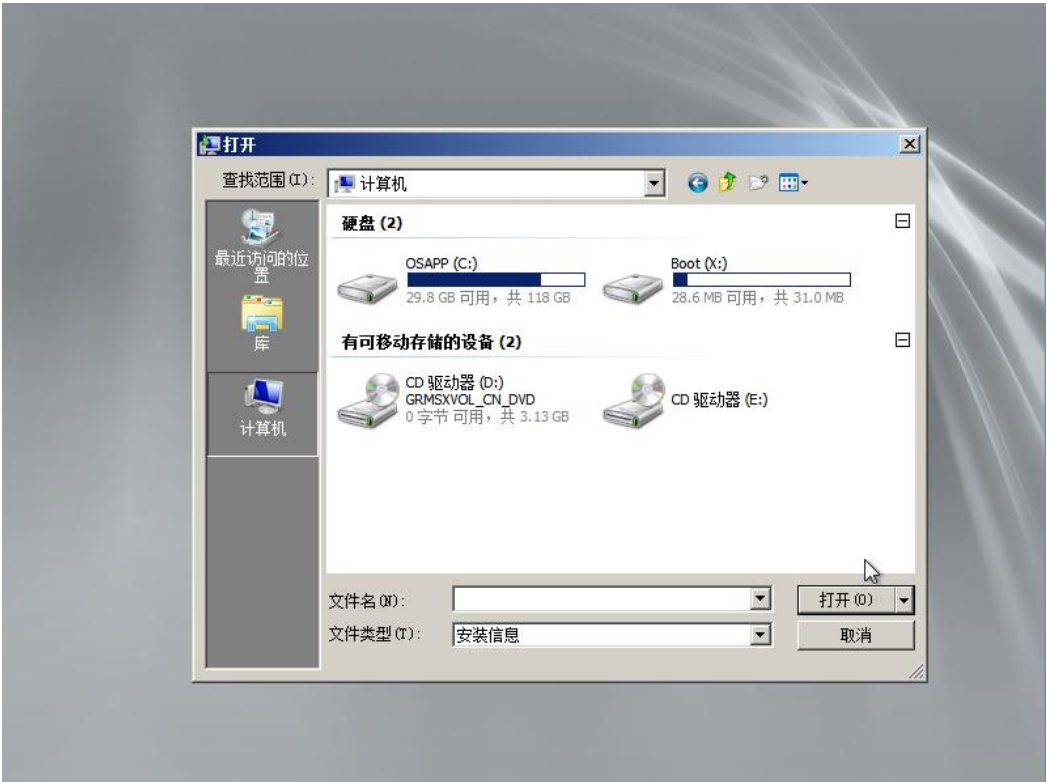 打开
查找范围(I):
计算机
最近访问的位
置
库
计算机
硬盘 (2)
OSAPP (C:)
29.8 GB 可用，共 118 GB
Boot (X:)
28.6 MB 可用，共 31.0 MB
有可移动存储的设备 (2)
CD 驱动器 (D:)
GRMSXVOL_CN_DVD
0 字节 可用，共 3.13 GB
CD 驱动器 (E:)
文件名(N):
打开(O)
文件类型(T):
安装信息
取消